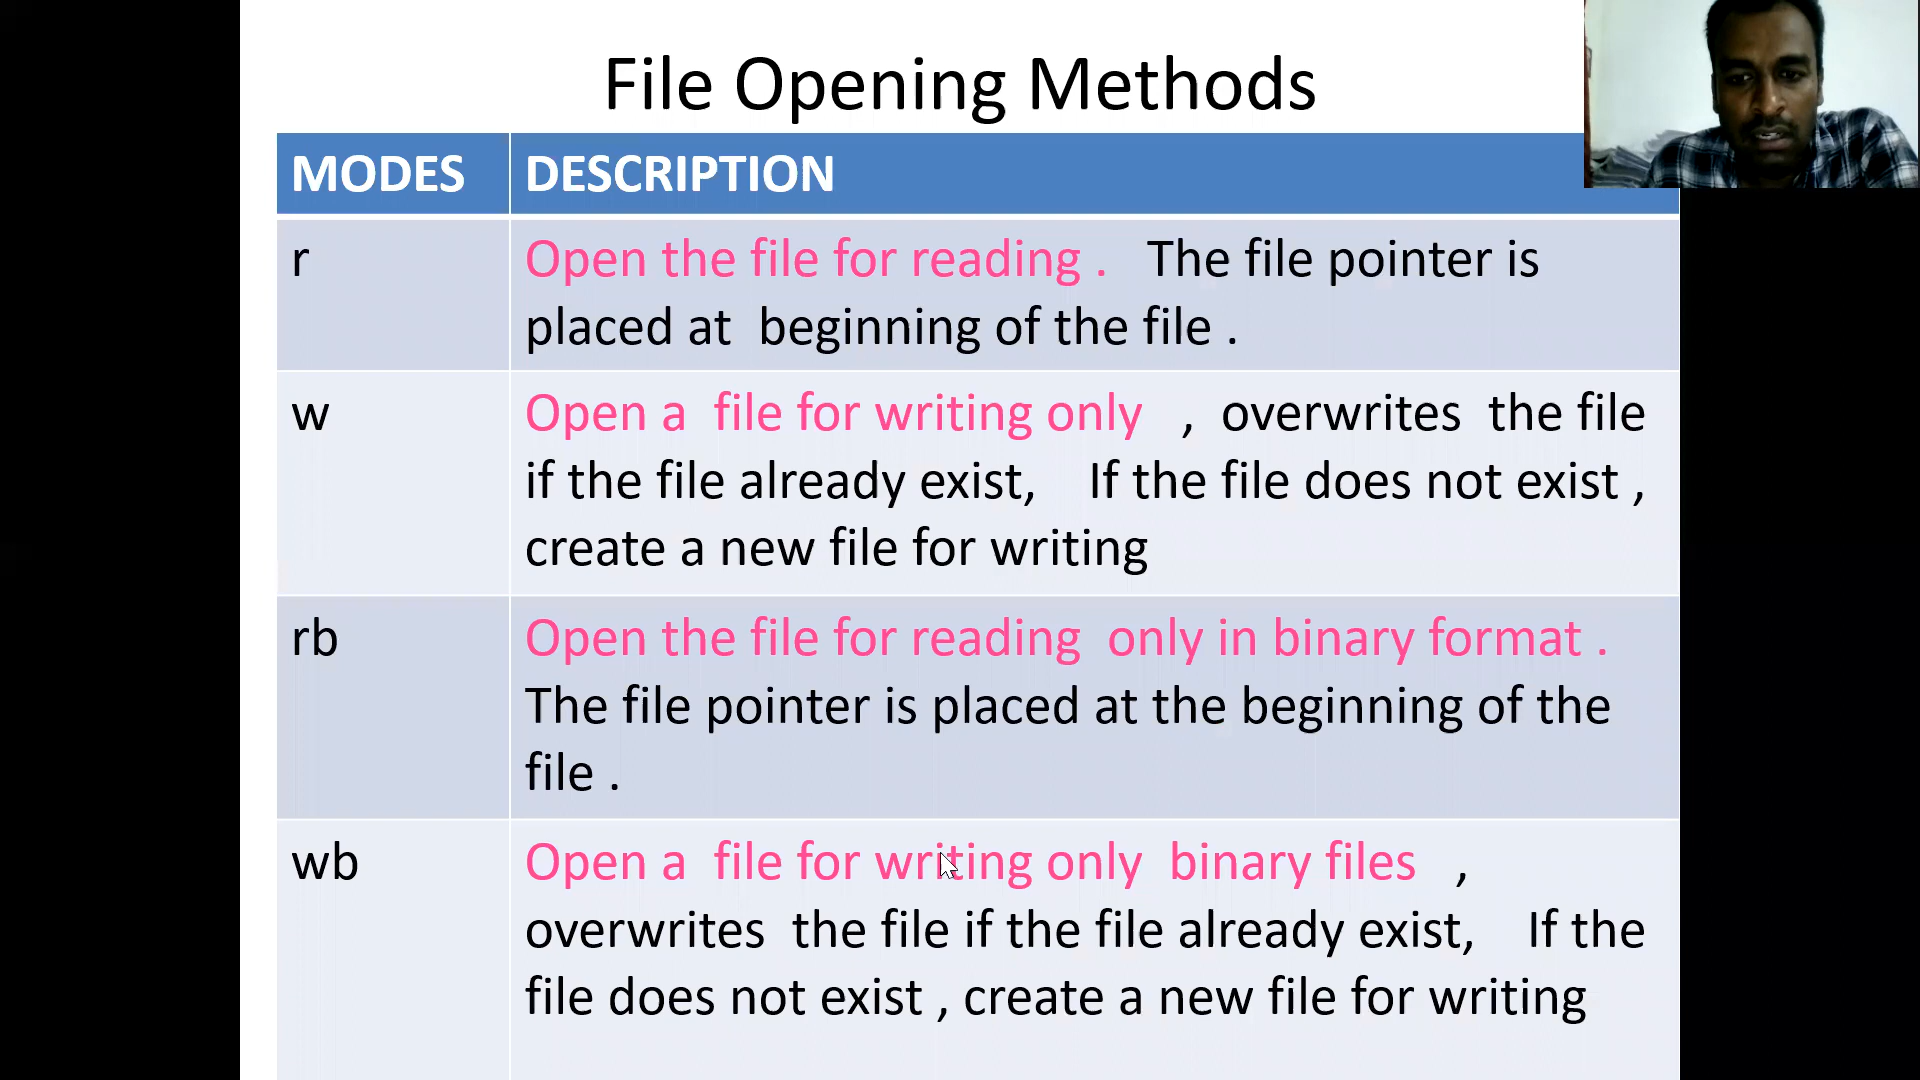 File Opening Methods
MODES DESCRIPTION
r Open the file for reading . The file pointer is
placed at beginning of the file .
w Open a file for writing only , overwrites the file
if the file already exist, If the file does not exist ,
create a new file for writing
rb Open the file for reading only in binary format .
The file pointer is placed at the beginning of the
file .
wb Open a file for writing only binary files ,
overwrites the file if the file already exist, If the
file does not exist , create a new file for writing